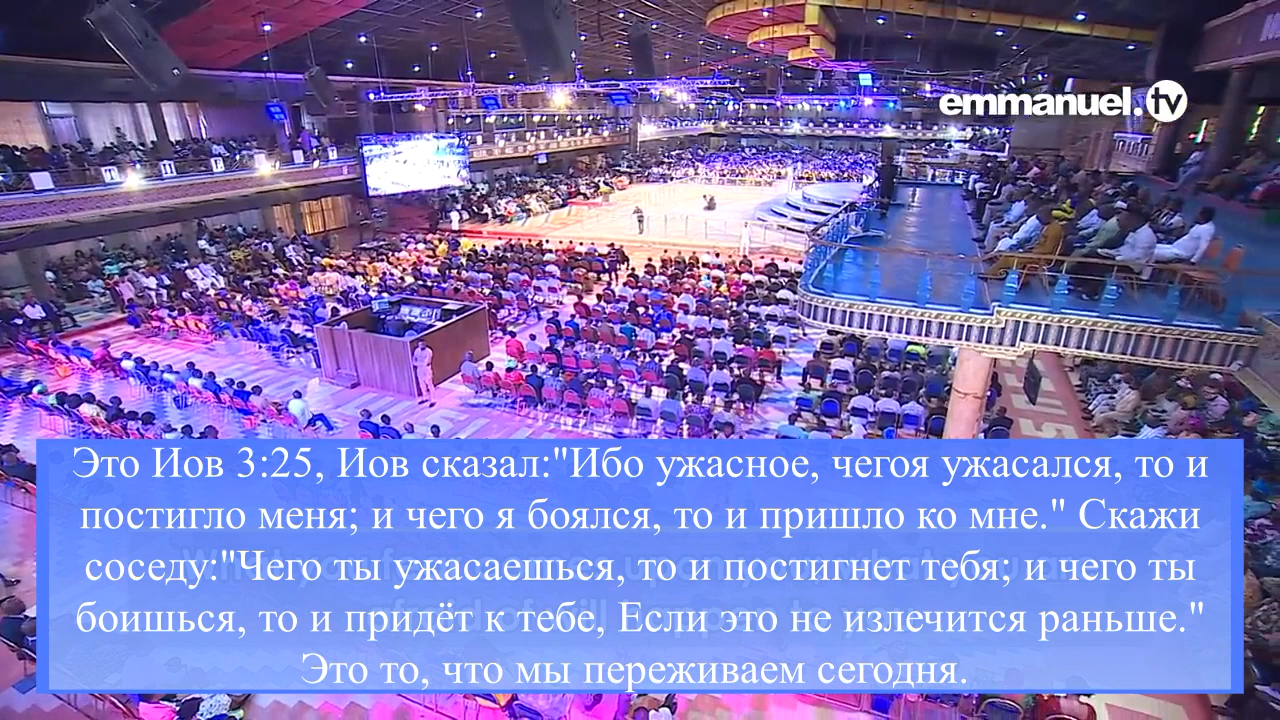 emmanuel.tv
Это Иов 3:25, Иов сказал:"Ибо ужасное, чегоя ужасался, то и
постигло меня; и чего я боялся, то и пришло ко мне." Скажи
соседу:"Чего ты ужасаешься, то и постигнет тебя; и чего ты
боишься, то и придёт к тебе, Если это не излечится раньше."
Это то, что мы переживаем сегодня.